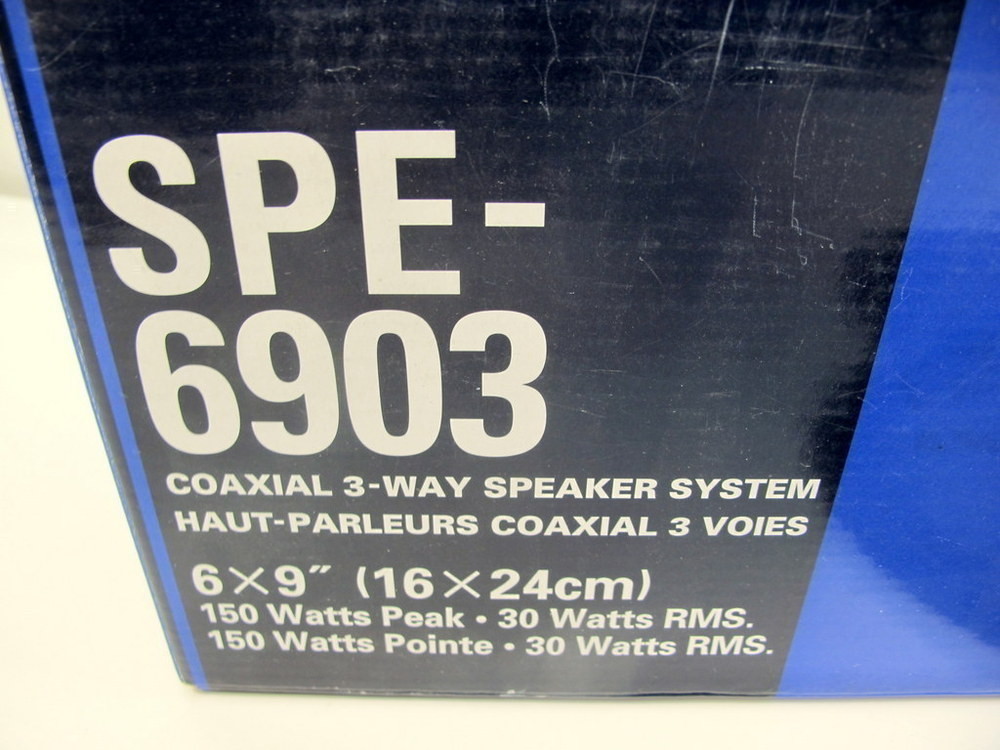 SPE-
6903
COAXIAL 3-WAY SPEAKER SYSTEM
HAUT-PARLEURS COAXIAL 3 VOIES
6×9″ (16×24cm)
150 Watts Peak • 30 Watts RMS.
150 Watts Pointe • 30 Watts RMS.